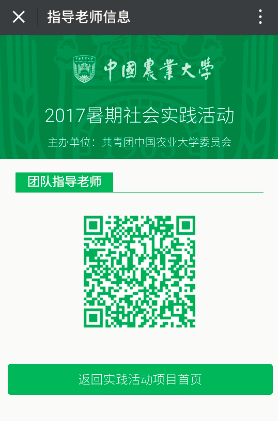 指导老师信息
中国农业大学
2017暑期社会实践活动
主办单位：共青团中国农业大学委员会
团队指导老师
返回实践活动项目首页